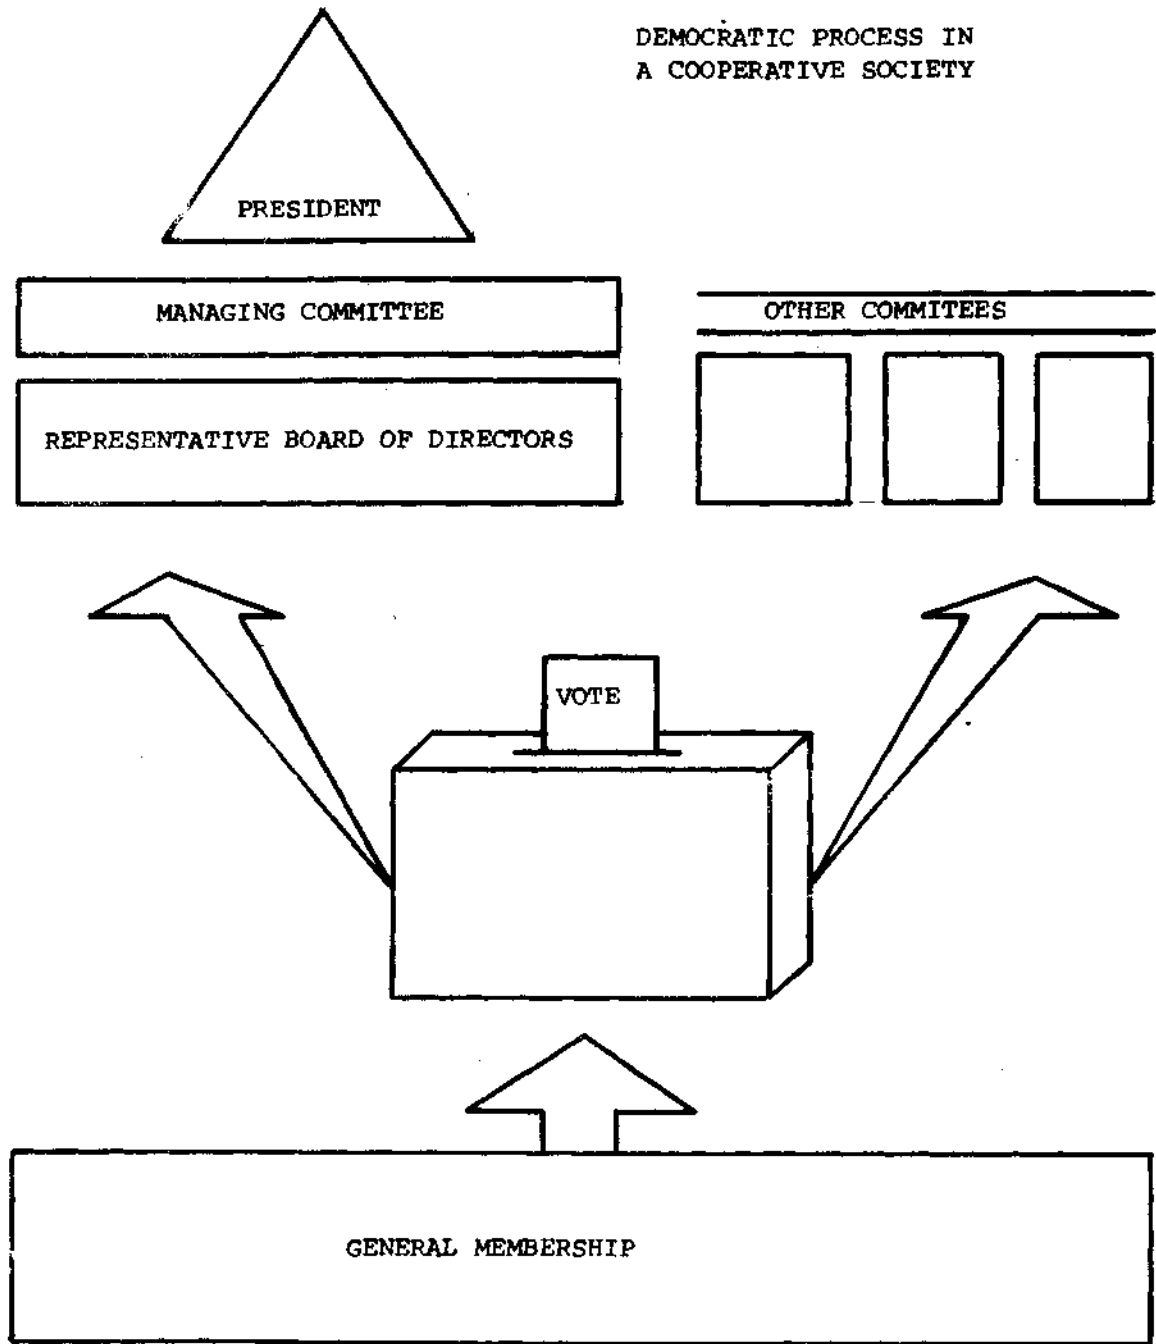 DEMOCRATIC PROCESS IN
A COOPERATIVE SOCIETY
PRESIDENT
MANAGING COMMITTEE
OTHER COMMITEES
REPRESENTATIVE BOARD OF DIRECTORS
VOTE
GENERAL MEMBERSHIP